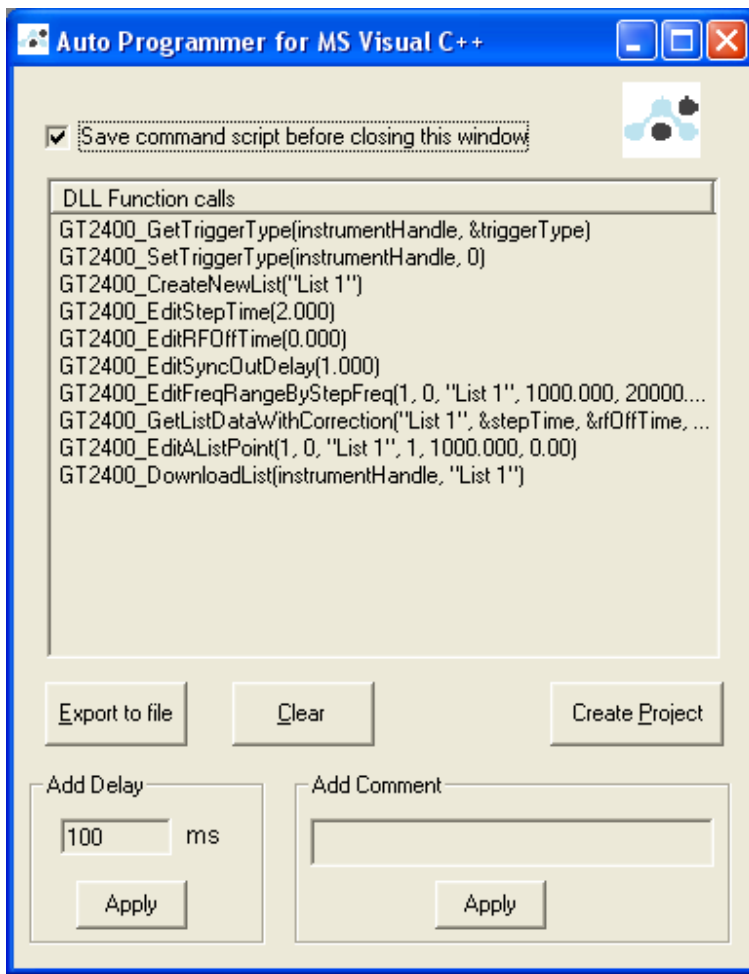 Auto Programmer for MS Visual C++
Save command script before closing this window
DLL Function calls
GT2400_GetTriggerType(instrumentHandle, &triggerType)
GT2400_SetTriggerType(instrumentHandle, 0)
GT2400_CreateNewList("List 1")
GT2400_EditStepTime(2.000)
GT2400_EditRFOffTime(0.000)
GT2400_EditSyncOutDelay(1.000)
GT2400_EditFreqRangeByStepFreq(1, 0, "List 1", 1000.000, 20000....
GT2400_GetListDataWithCorrection("List 1", &stepTime, &rfOffTime, ...
GT2400_EditAListPoint(1, 0, "List 1", 1, 1000.000, 0.00)
GT2400_DownloadList(instrumentHandle, "List 1")
Export to file Clear Create Project
Add Delay Add Comment
100 ms
Apply Apply